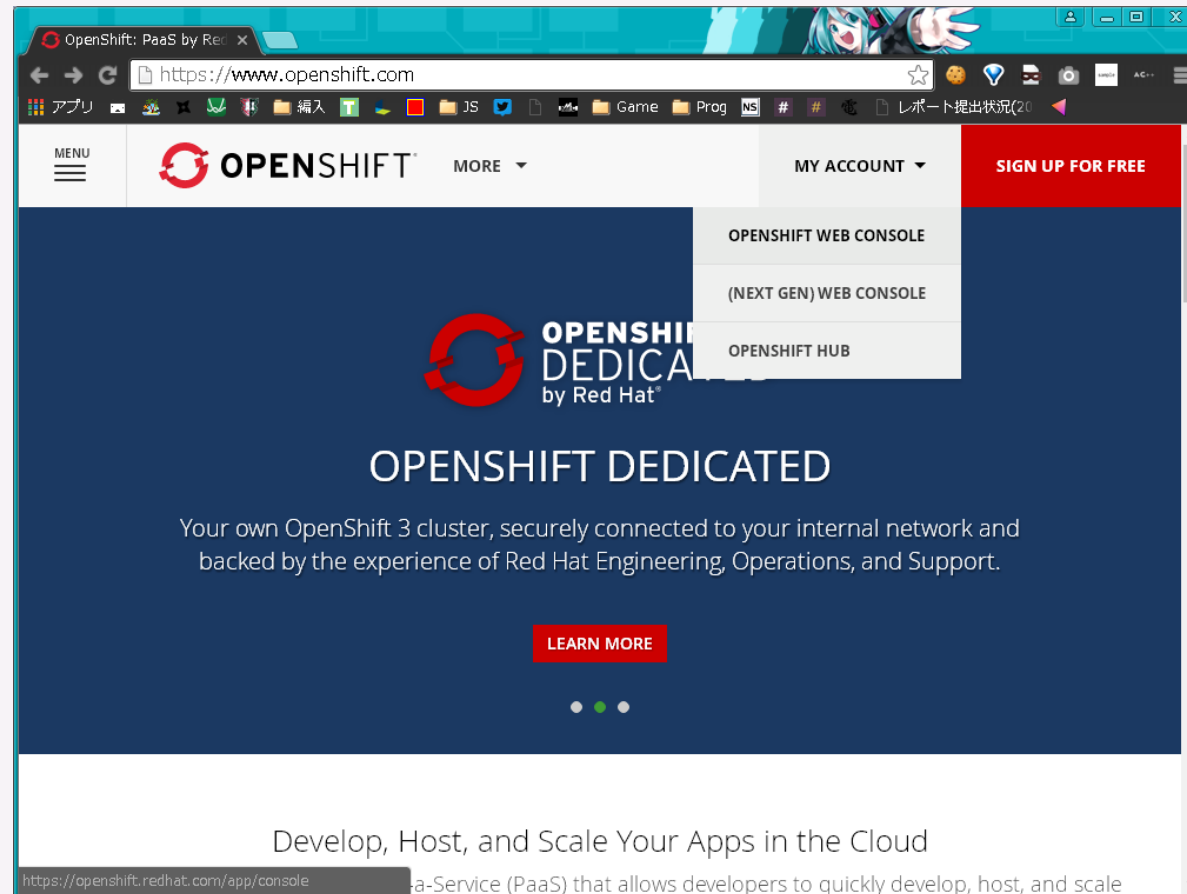 OpenShift: PaaS by Red
https://www.openshift.com
アプリ
編入
T
JS
Game
Prog
NS
#
#
レポート提出状況(20
MENU
OPENSHIFT
MORE
MY ACCOUNT
SIGN UP FOR FREE
OPENSHIFT WEB CONSOLE
(NEXT GEN) WEB CONSOLE
OPENSHIFT HUB
OPENSHI
DEDICATED
by Red Hat®
OPENSHIFT DEDICATED
Your own OpenShift 3 cluster, securely connected to your internal network and
backed by the experience of Red Hat Engineering, Operations, and Support.
LEARN MORE
Develop, Host, and Scale Your Apps in the Cloud
-a-Service (PaaS) that allows developers to quickly develop, host, and scale
https://openshift.redhat.com/app/console